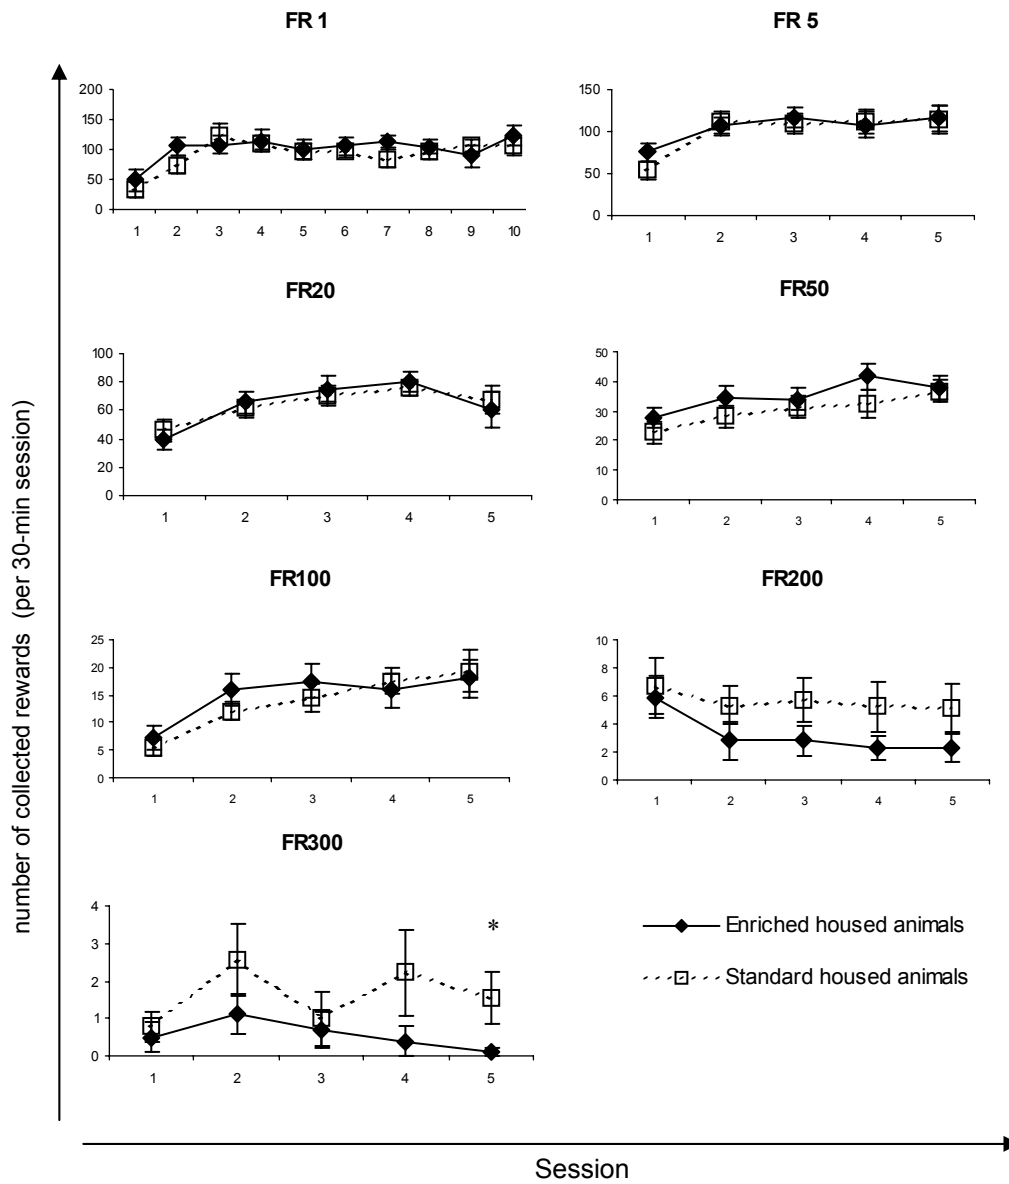 FR 1
FR 5
200
150
100
50
0
1 2 3 4 5 6 7 8 9 10
150
100
50
0
1 2 3 4 5
FR20
FR50
100
80
60
40
20
0
1 2 3 4 5
50
40
30
20
10
0
1 2 3 4 5
FR100
FR200
25
20
15
10
5
0
1 2 3 4 5
10
8
6
4
2
0
1 2 3 4 5
FR300
4
3
2
1
0
*
1 2 3 4 5
Enriched housed animals
Standard housed animals
number of collected rewards (per 30-min session)
Session